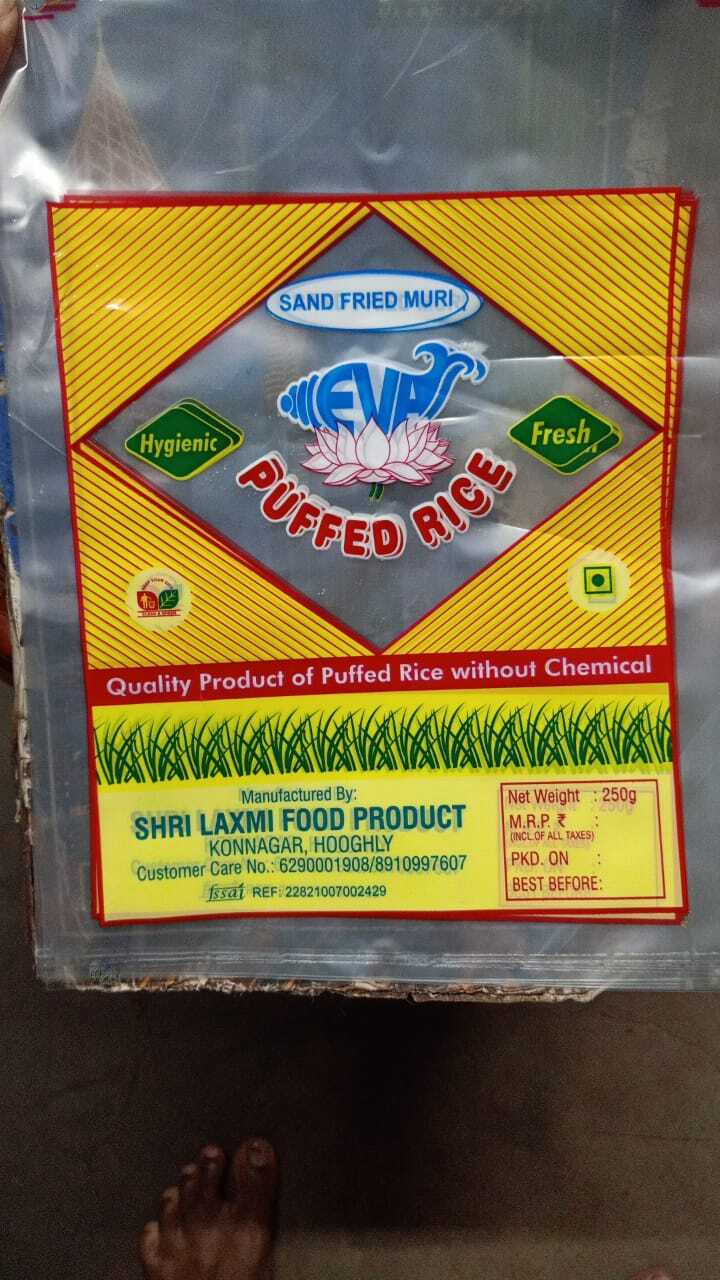 SAND FRIED MURI
EVA
Hygienic
Fresh
PUFFED RICE
Quality Product of Puffed Rice without Chemical
Manufactured By:
SHRI LAXMI FOOD PRODUCT
KONNAGAR, HOOGHLY
Customer Care No.: 6290001908/8910997607
fssai REF: 22821007002429
Net Weight : 250g
M.R.P. ₹ :
(INCL.OF ALL TAXES)
PKD. ON :
BEST BEFORE: